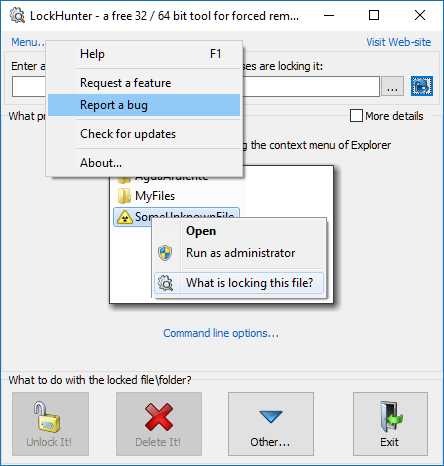 LockHunter - a free 32 / 64 bit tool for forced rem...
Menu...
Visit Web-site
Enter a
ses are locking it:
...
Help F1
Request a feature
Report a bug
Check for updates
About...
More details
What pr
g the context menu of Explorer
AguaArdiente
MyFiles
SomeUnknownFile
Open
Run as administrator
What is locking this file?
Command line options...
What to do with the locked file\folder?
Unlock It!
Delete It!
Other...
Exit